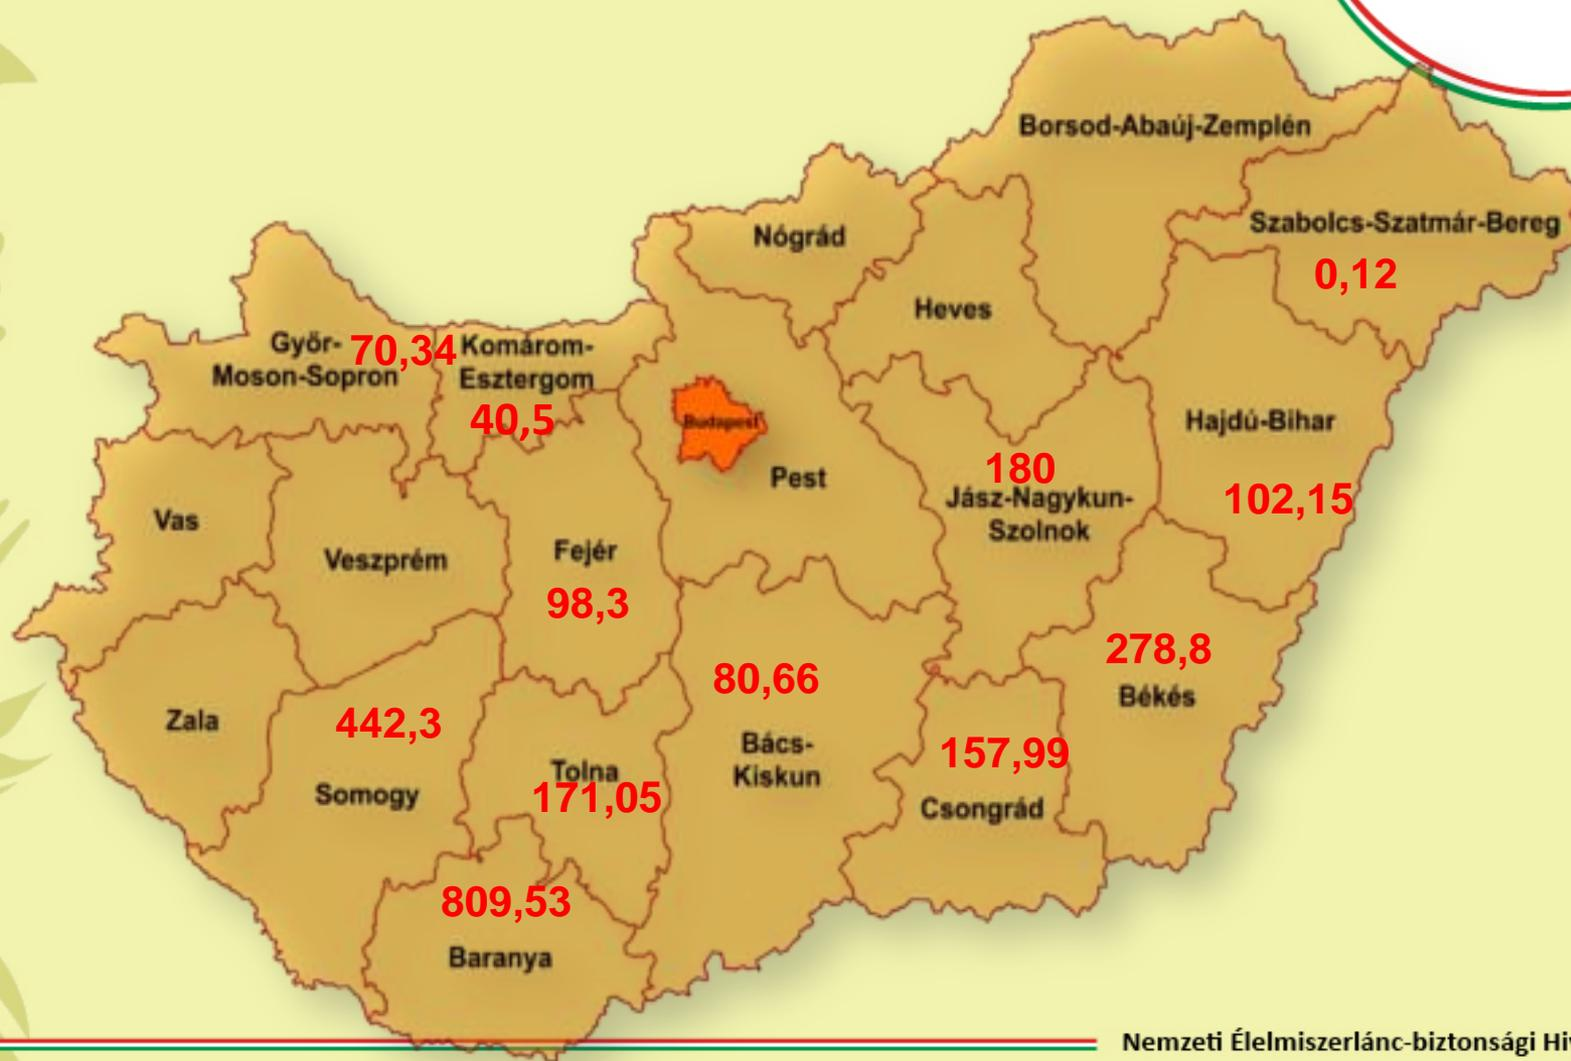 Borsod-Abaúj-Zemplén
Szabolcs-Szatmár-Bereg
0,12
Nógrád
Heves
Győr-
Moson-Sopron
70,34
Komárom-
Esztergom
40,5
Budapest
Pest
Hajdú-Bihar
102,15
180
Jász-Nagykun-
Szolnok
Vas
Veszprém
Fejér
98,3
278,8
Békés
80,66
Bács-
Kiskun
Zala
442,3
Somogy
Tolna
171,05
157,99
Csongrád
809,53
Baranya
Nemzeti Élelmiszerlánc-biztonsági